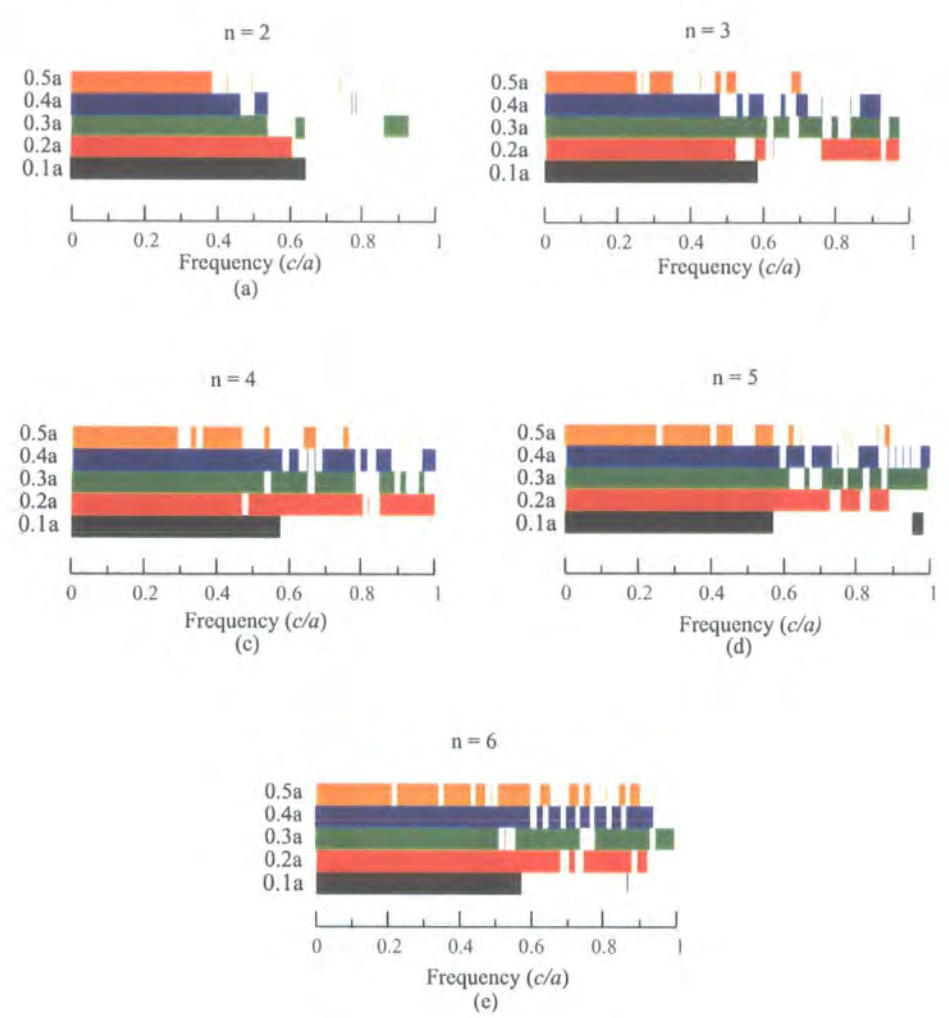 n = 2
0.5a
0.4a
0.3a
0.2a
0.1a
0 0.2 0.4 0.6 0.8 1
Frequency (c/a)
(a)
n = 3
0.5a
0.4a
0.3a
0.2a
0.1a
0 0.2 0.4 0.6 0.8 1
Frequency (c/a)
n = 4
0.5a
0.4a
0.3a
0.2a
0.1a
0 0.2 0.4 0.6 0.8 1
Frequency (c/a)
(c)
n = 5
0.5a
0.4a
0.3a
0.2a
0.1a
0 0.2 0.4 0.6 0.8 1
Frequency (c/a)
(d)
n = 6
0.5a
0.4a
0.3a
0.2a
0.1a
0 0.2 0.4 0.6 0.8 1
Frequency (c/a)
(e)